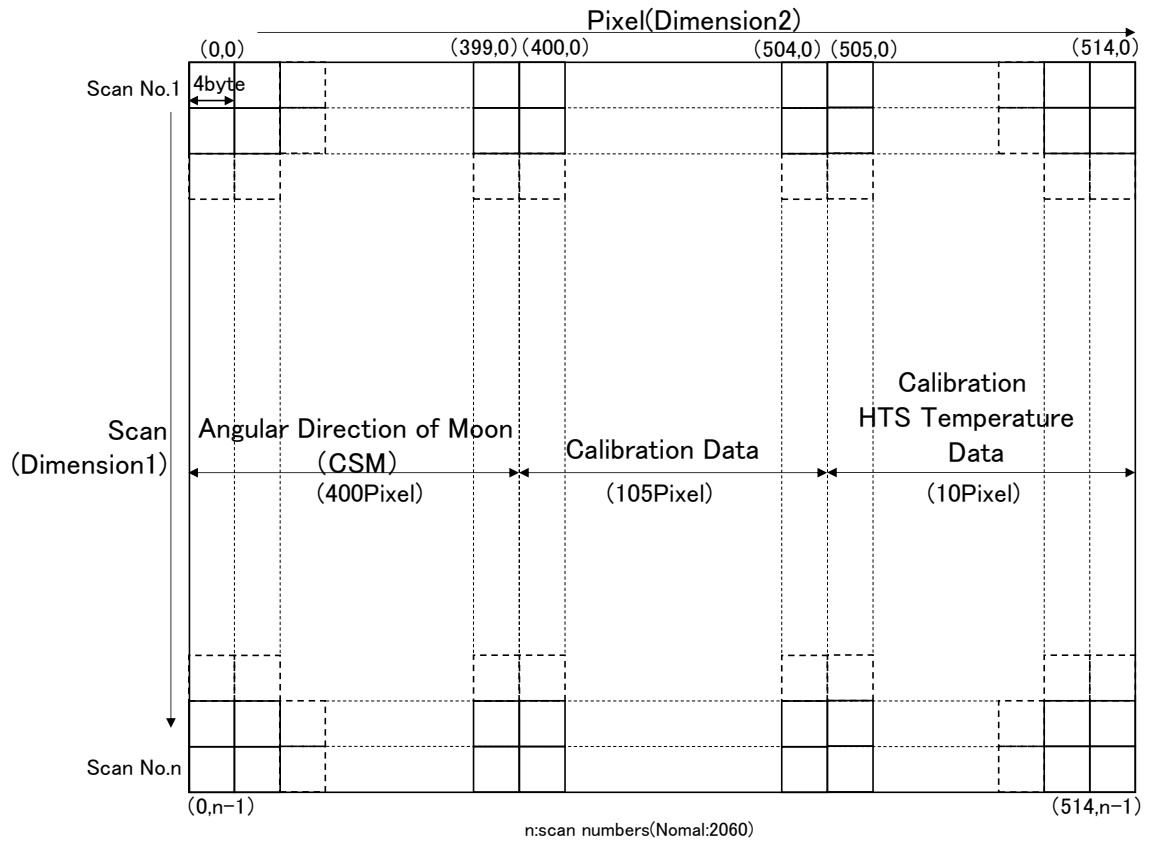 Pixel(Dimension2)
(0,0)
(399,0)
(400,0)
(504,0)
(505,0)
(514,0)
Scan No.1
4byte
Scan
(Dimension1)
Angular Direction of Moon
(CSM)
(400Pixel)
Calibration Data
(105Pixel)
Calibration
HTS Temperature
Data
(10Pixel)
Scan No.n
(0,n-1)
(514,n-1)
n:scan numbers(Nomal:2060)